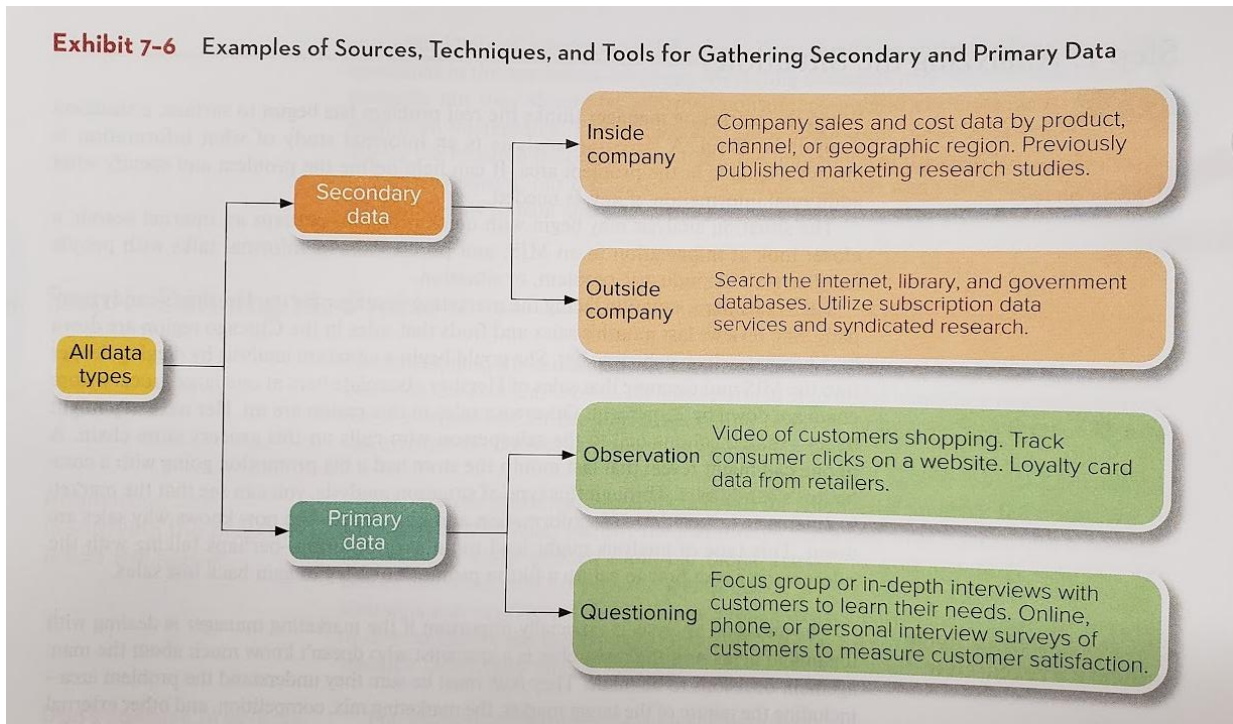 Exhibit 7–6 Examples of Sources, Techniques, and Tools for Gathering Secondary and Primary Data
Inside
company
Company sales and cost data by product,
channel, or geographic region. Previously
published marketing research studies.
Secondary
data
Outside
company
Search the Internet, library, and government
databases. Utilize subscription data
services and syndicated research.
All data
types
Observation
Video of customers shopping. Track
consumer clicks on a website. Loyalty card
data from retailers.
Primary
data
Questioning
Focus group or in-depth interviews with
customers to learn their needs. Online,
phone, or personal interview surveys of
customers to measure customer satisfaction.